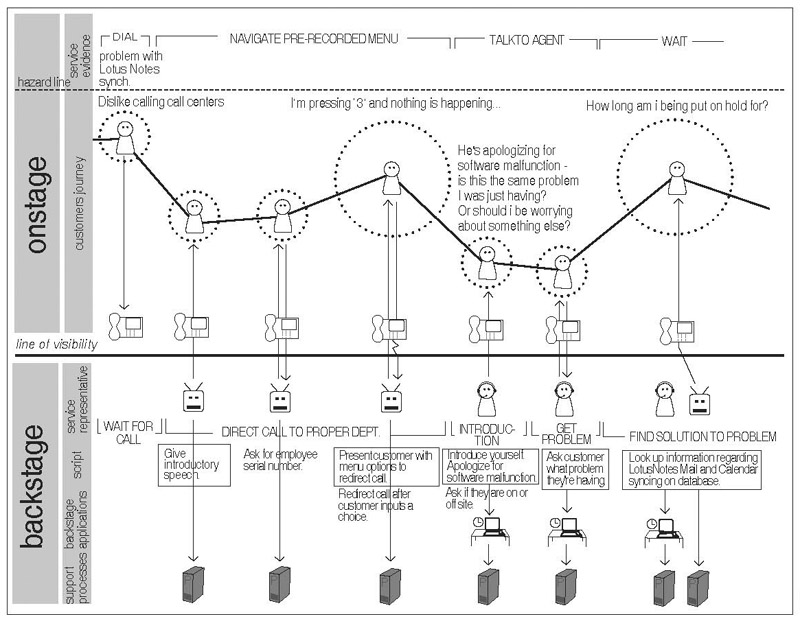 DIAL
NAVIGATE PRE-RECORDED MENU
TALKTO AGENT
WAIT
service
evidence
problem with
Lotus Notes
synch.
hazard line
Dislike calling call centers
I'm pressing '3' and nothing is happening...
How long am i being put on hold for?
He's apologizing for
software malfunction -
is this the same problem
I was just having?
Or should i be worrying
about something else?
onstage
customers journey
line of visibility
backstage
service
representative
WAIT FOR
CALL
DIRECT CALL TO PROPER DEPT.
INTRODUC-
TION
GET
PROBLEM
FIND SOLUTION TO PROBLEM
script
Give
introductory
speech.
Ask for employee
serial number.
Present customer with
menu options to
redirect call.
Redirect call after
customer inputs a
choice.
Introduce yourself.
Apologize for
software malfunction.
Ask if they are on or
off site.
Ask customer
what problem
they're having.
Look up information regarding
LotusNotes Mail and Calendar
syncing on database.
backstage
applications
support
processes